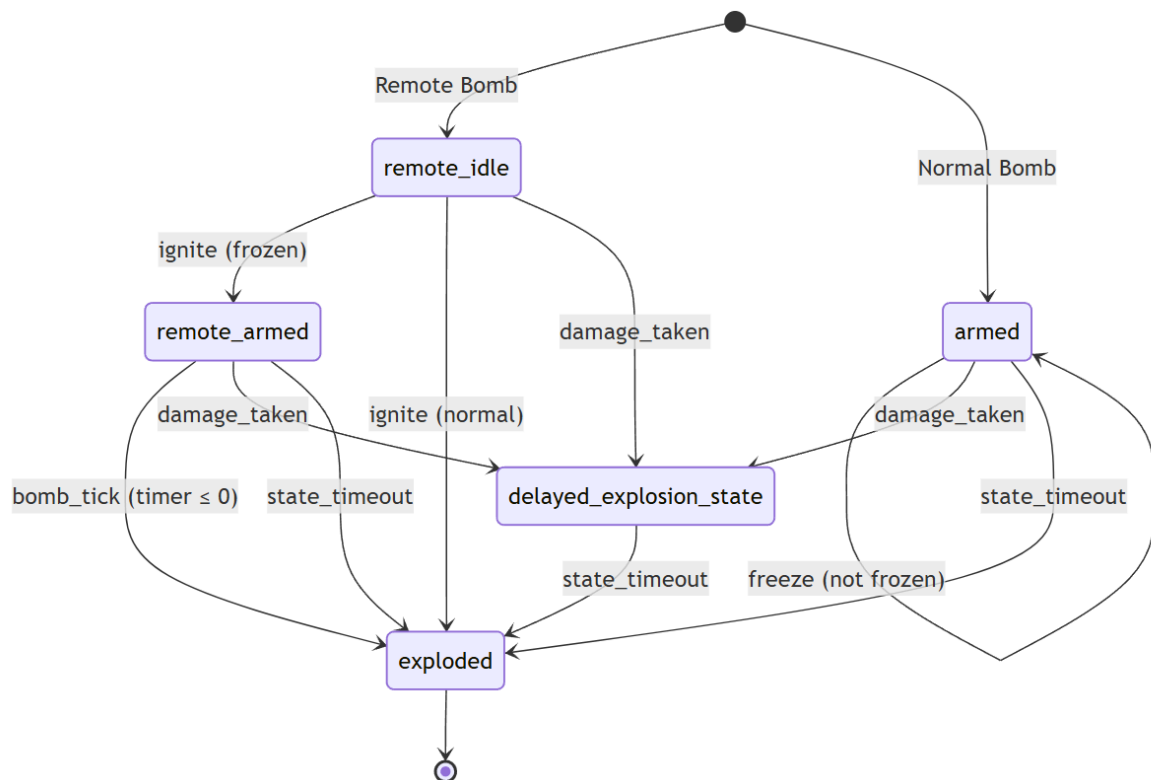 Remote Bomb
remote_idle
Normal Bomb
ignite (frozen)
remote_armed
damage_taken
armed
damage_taken
ignite (normal)
damage_taken
bomb_tick (timer ≤ 0)
state_timeout
delayed_explosion_state
state_timeout
state_timeout
freeze (not frozen)
exploded